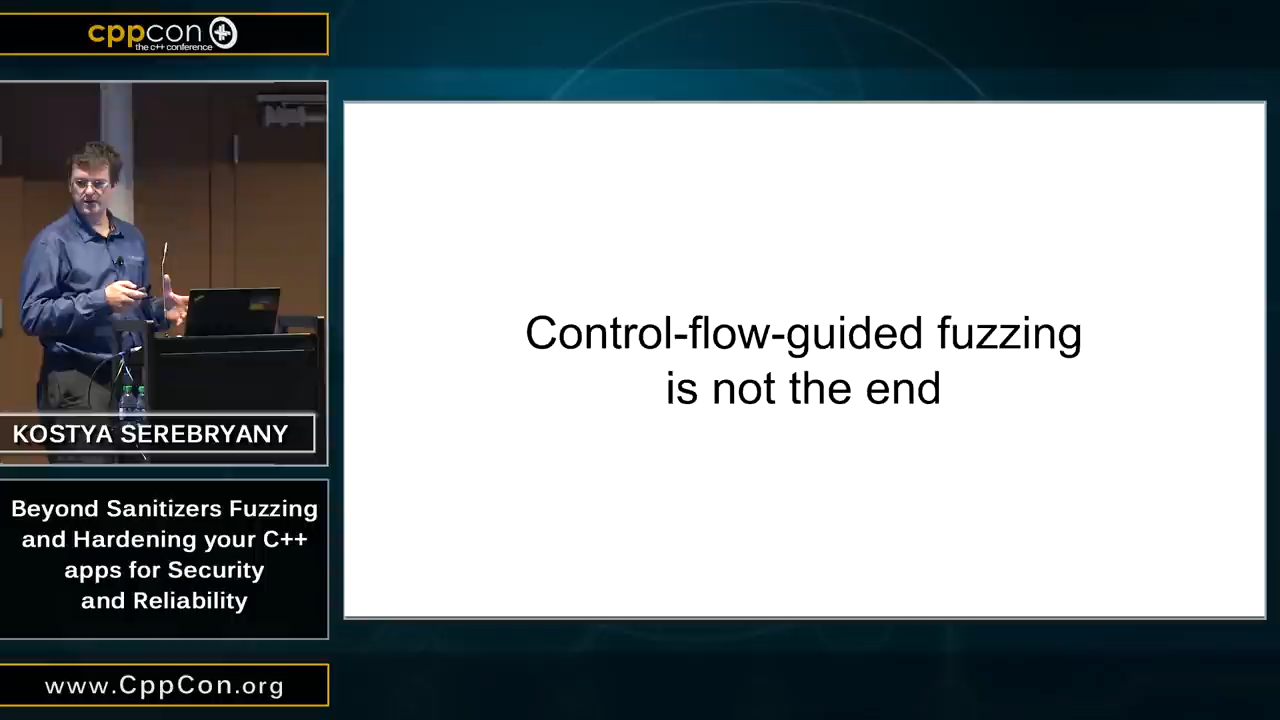 cppcon
the c++ conference
KOSTYA SEREBRYANY
Beyond Sanitizers Fuzzing
and Hardening your C++
apps for Security
and Reliability
www.CppCon.org
Control-flow-guided fuzzing
is not the end